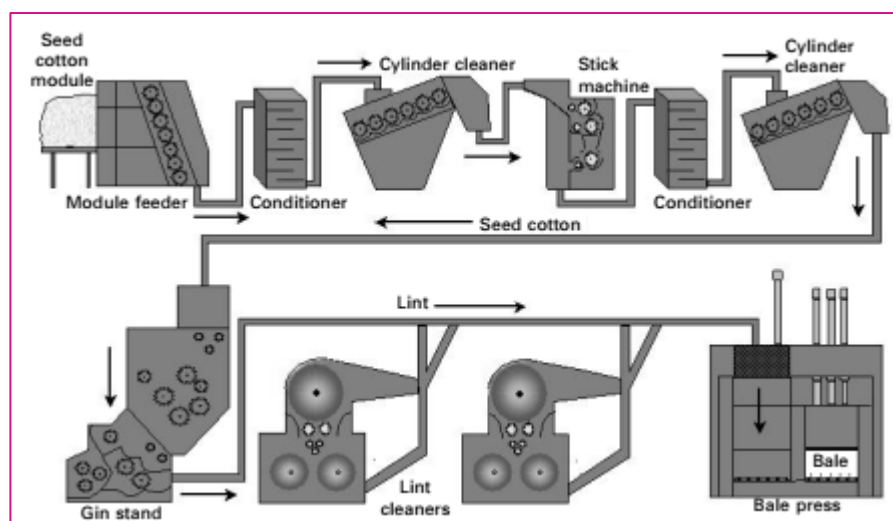 Seed
cotton
module
Cylinder cleaner
Stick
machine
Cylinder
cleaner
Module feeder
Conditioner
Conditioner
Seed cotton
Lint
Bale
Lint
cleaners
Gin stand
Bale press